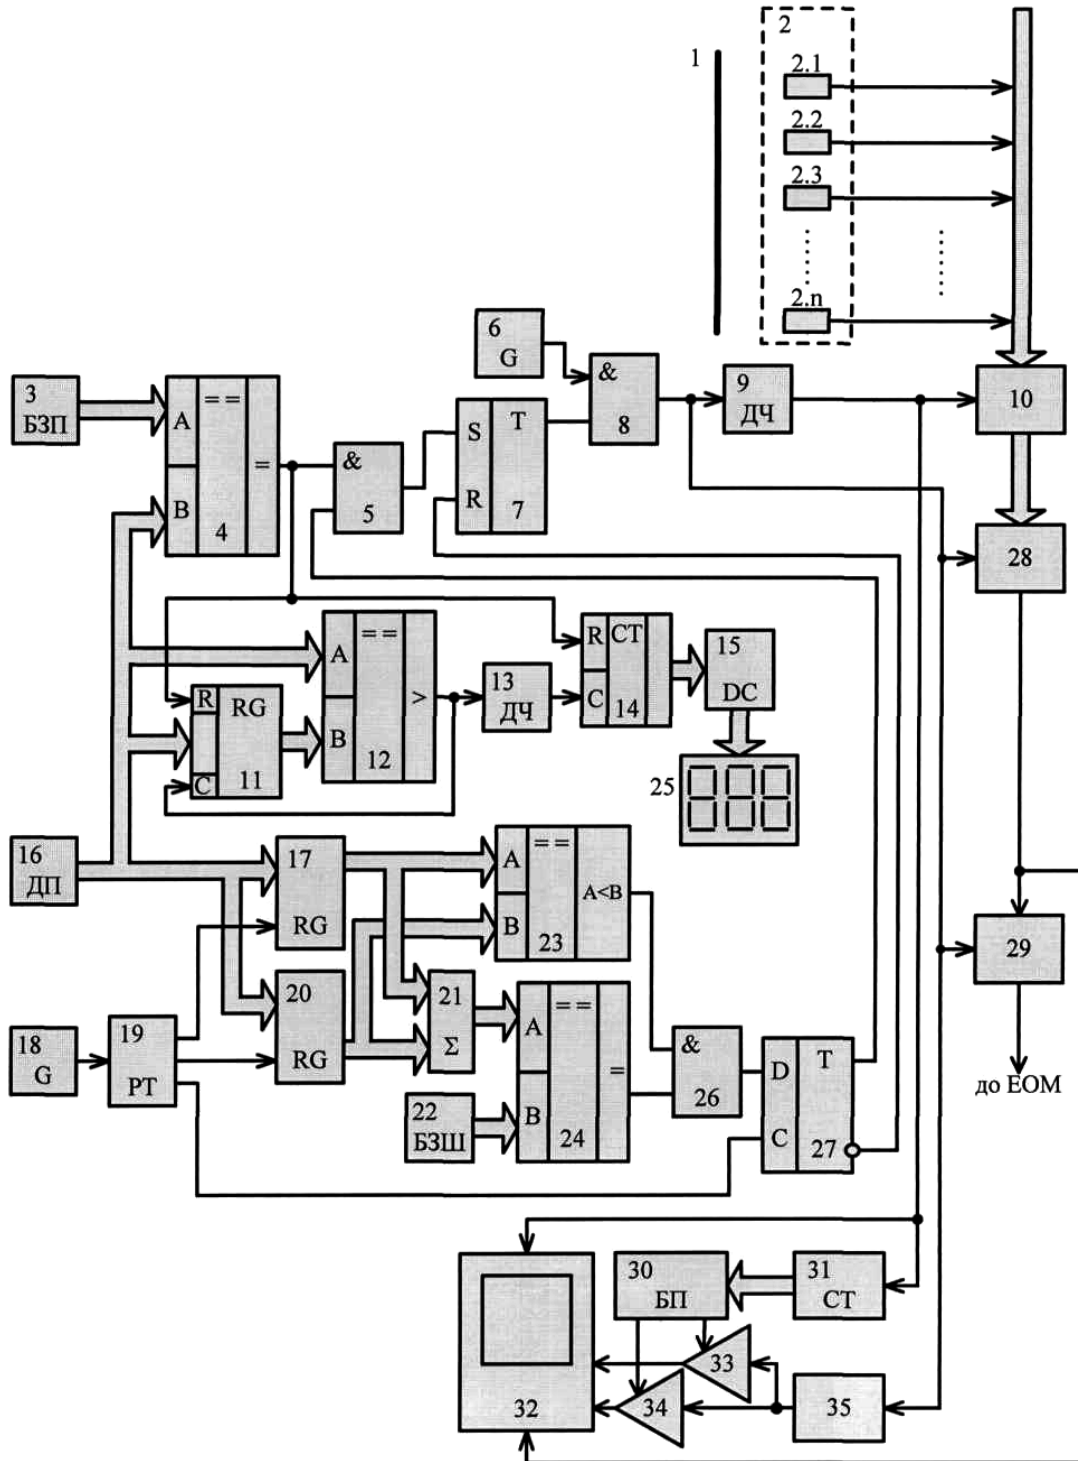 1
2
2.1
2.2
2.3
2.n
3
БЗП
A
B
= =
=
4
&
5
6
G
S
R
T
7
&
8
9
ДЧ
10
28
R
C
RG
11
A
B
= =
>
12
13
ДЧ
R
C
CT
14
15
DC
25
16
ДП
17
RG
A
B
= =
A<B
23
29
до ЕОМ
18
G
19
РТ
20
RG
21
Σ
22
БЗШ
A
B
= =
=
24
&
26
D
C
T
27
30
БП
31
СТ
32
33
34
35